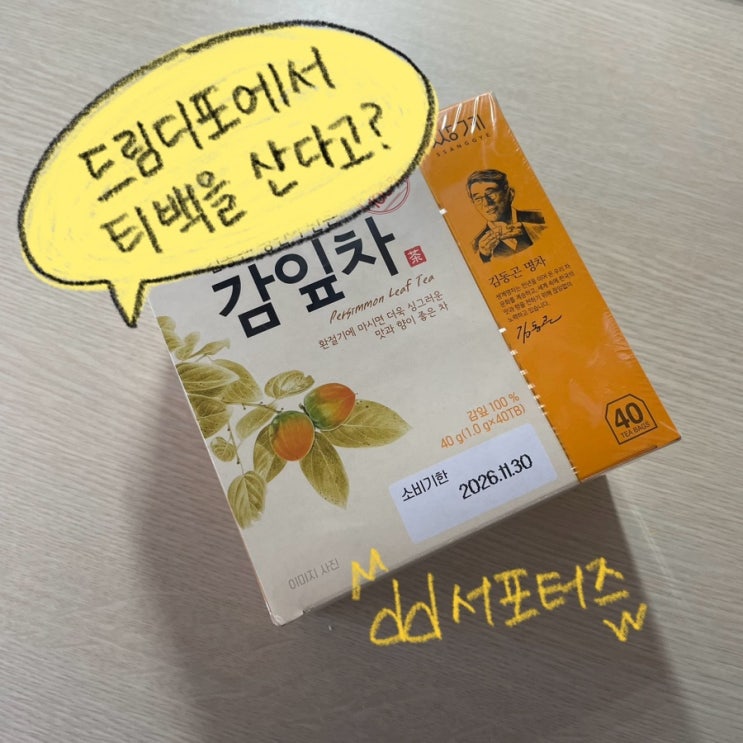 드림디포에서
티백을 산다고?
쌍계
SSANGGYE
감잎차
茶
Persimmon Leaf Tea
환절기에 마시면 더욱 싱그러운
맛과 향이 좋은 차
김동곤 명차
김동곤
감잎 100 %
40 g(1.0 g×40TB)
40
TEA BAGS
소비기한
2026.11.30
이미지 사진
dd서포터즈